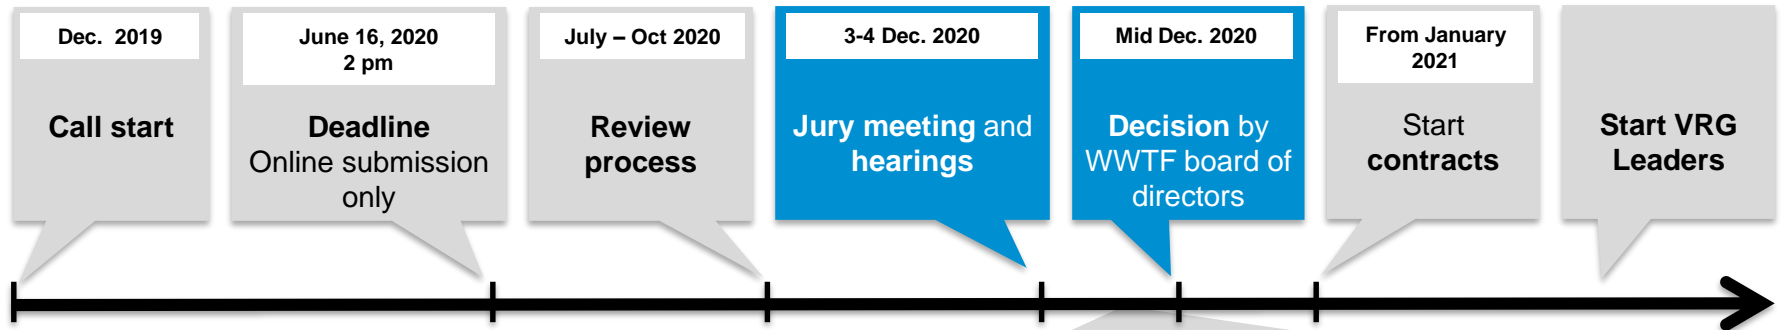 Dec. 2019
Call start
June 16, 2020
2 pm
Deadline
Online submission
only
July – Oct 2020
Review
process
3-4 Dec. 2020
Jury meeting and
hearings
Mid Dec. 2020
Decision by
WWTF board of
directors
From January
2021
Start
contracts
Start VRG
Leaders